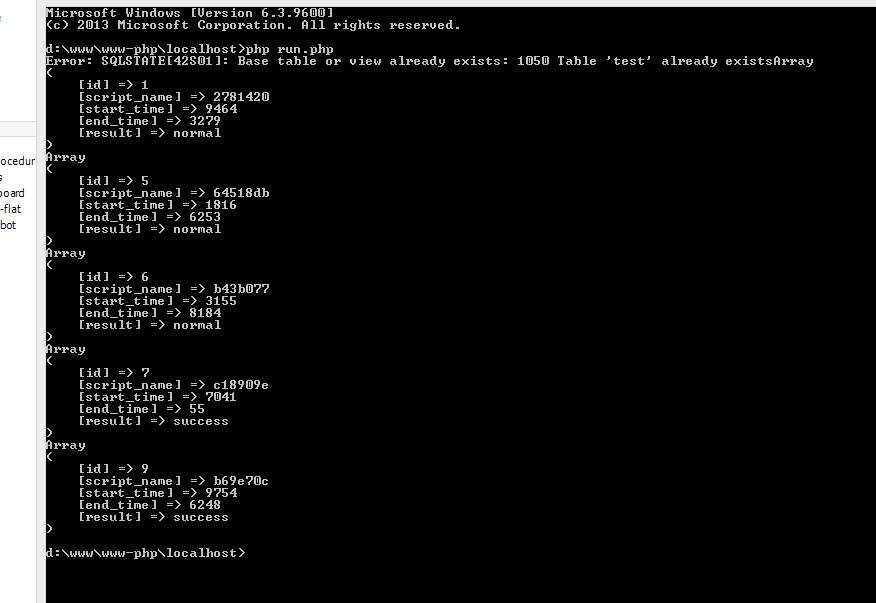 Microsoft Windows [Version 6.3.9600]
(c) 2013 Microsoft Corporation. All rights reserved.
d:\www\www-php\localhost>php run.php
Error: SQLSTATE[42S01]: Base table or view already exists: 1050 Table 'test' already existsArray
(
[id] => 1
[script_name] => 2781420
[start_time] => 9464
[end_time] => 3279
[result] => normal
)
Array
(
[id] => 5
[script_name] => 64518db
[start_time] => 1816
[end_time] => 6253
[result] => normal
)
Array
(
[id] => 6
[script_name] => b43b077
[start_time] => 3155
[end_time] => 8184
[result] => normal
)
Array
(
[id] => 7
[script_name] => c18909e
[start_time] => 7041
[end_time] => 55
[result] => success
)
Array
(
[id] => 9
[script_name] => b69e70c
[start_time] => 9754
[end_time] => 6248
[result] => success
)
d:\www\www-php\localhost>
ocedur
s
board
-flat
bot